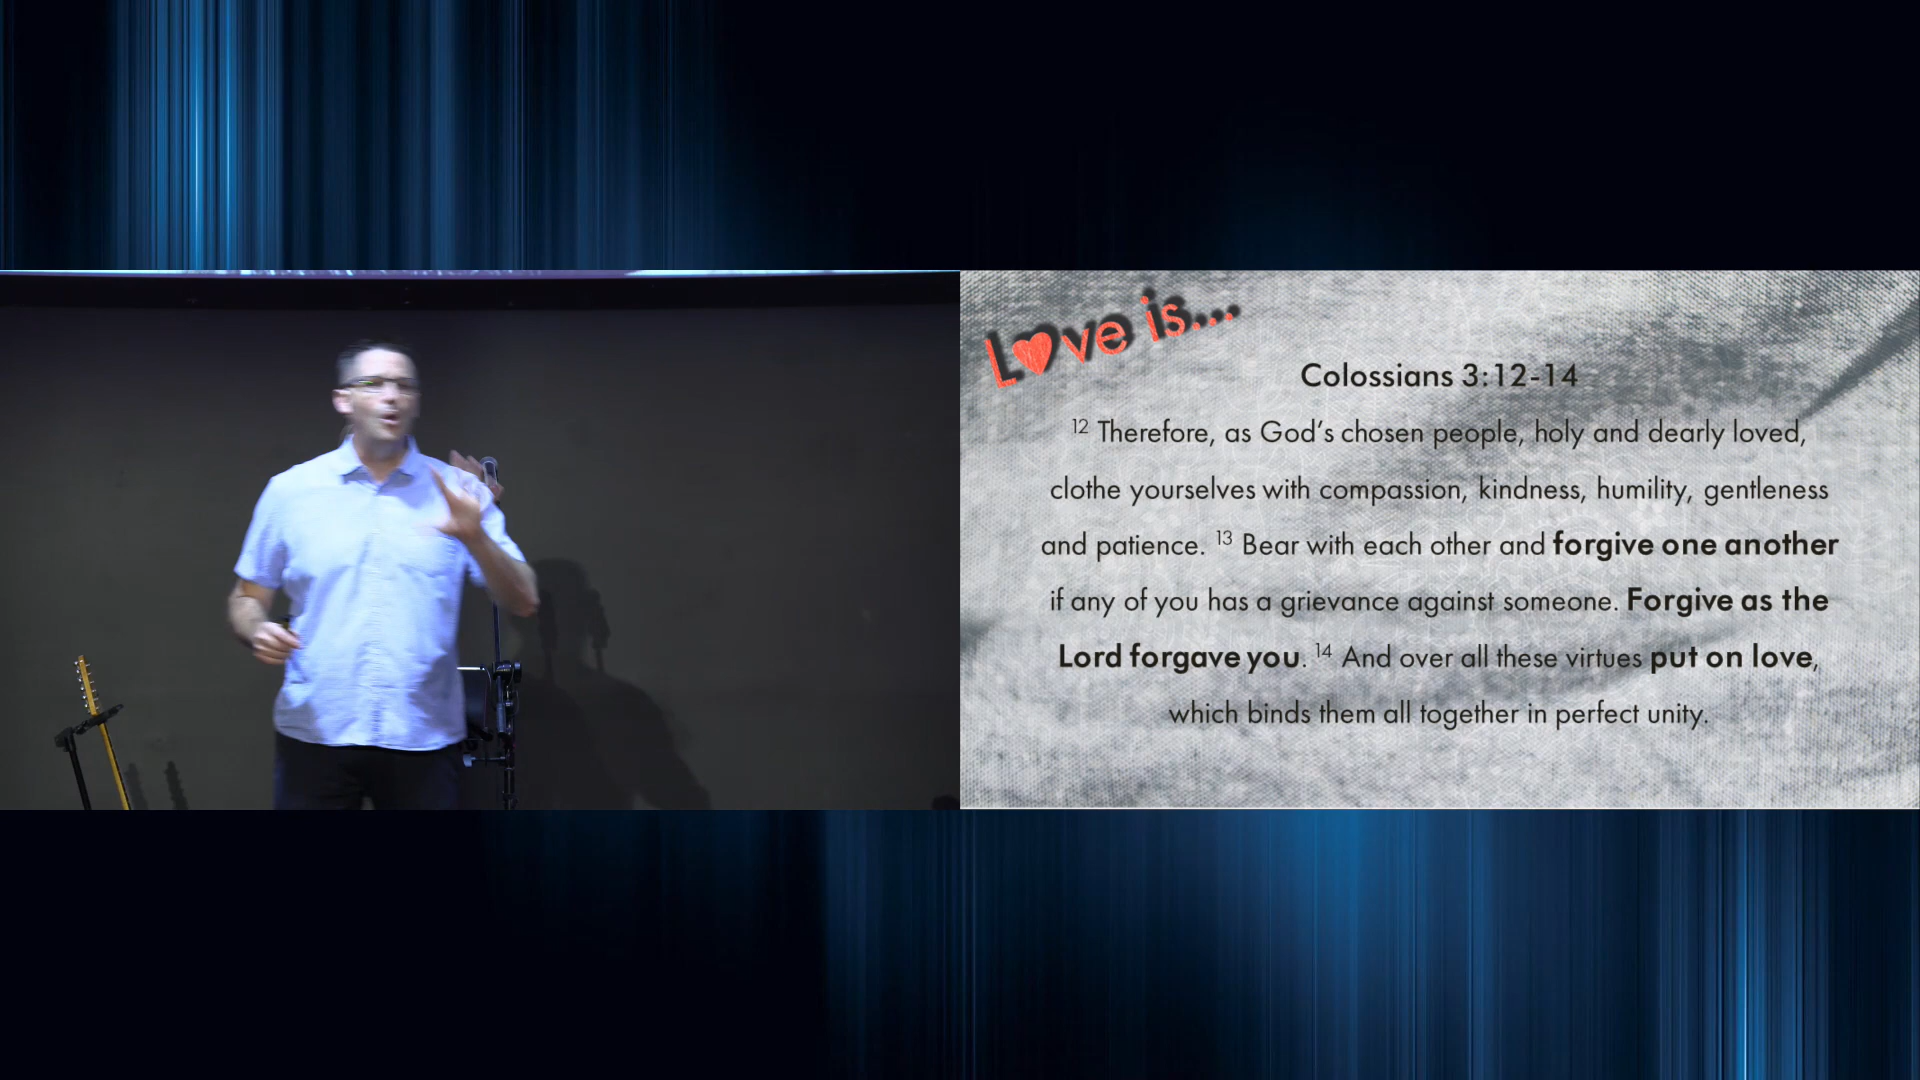 Love is...
Colossians 3:12-14
12 Therefore, as God's chosen people, holy and dearly loved,
clothe yourselves with compassion, kindness, humility, gentleness
and patience. 13 Bear with each other and forgive one another
if any of you has a grievance against someone. Forgive as the
Lord forgave you. 14 And over all these virtues put on love,
which binds them all together in perfect unity.